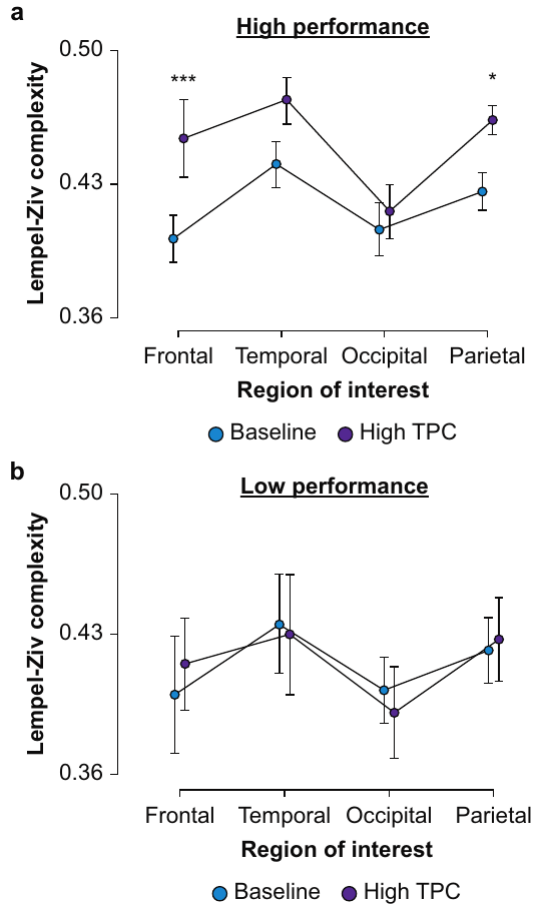 a
High performance
Lempel-Ziv complexity
0.50
***
*
0.43
0.36
Frontal Temporal Occipital Parietal
Region of interest
Baseline High TPC
b
Low performance
Lempel-Ziv complexity
0.50
0.43
0.36
Frontal Temporal Occipital Parietal
Region of interest
Baseline High TPC